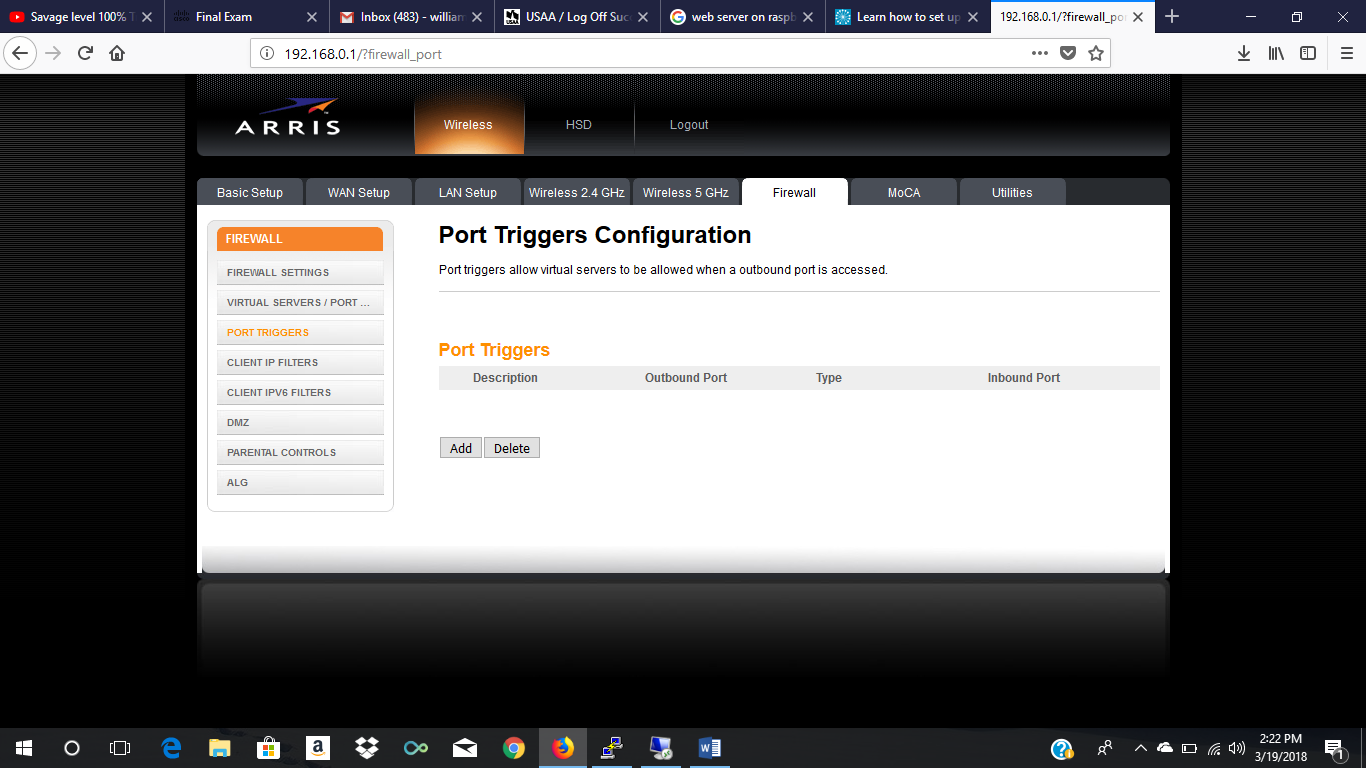 Savage level 100% T
Final Exam
Inbox (483) - william
USAA / Log Off Suc
web server on raspb
Learn how to set up
192.168.0.1/?firewall_por
192.168.0.1/?firewall_port
ARRIS
Wireless
HSD
Logout
Basic Setup
WAN Setup
LAN Setup
Wireless 2.4 GHz
Wireless 5 GHz
Firewall
MoCA
Utilities
FIREWALL
FIREWALL SETTINGS
VIRTUAL SERVERS / PORT ...
PORT TRIGGERS
CLIENT IP FILTERS
CLIENT IPV6 FILTERS
DMZ
PARENTAL CONTROLS
ALG
Port Triggers Configuration
Port triggers allow virtual servers to be allowed when a outbound port is accessed.
Port Triggers
Description Outbound Port Type Inbound Port
Add Delete
2:22 PM
3/19/2018
1